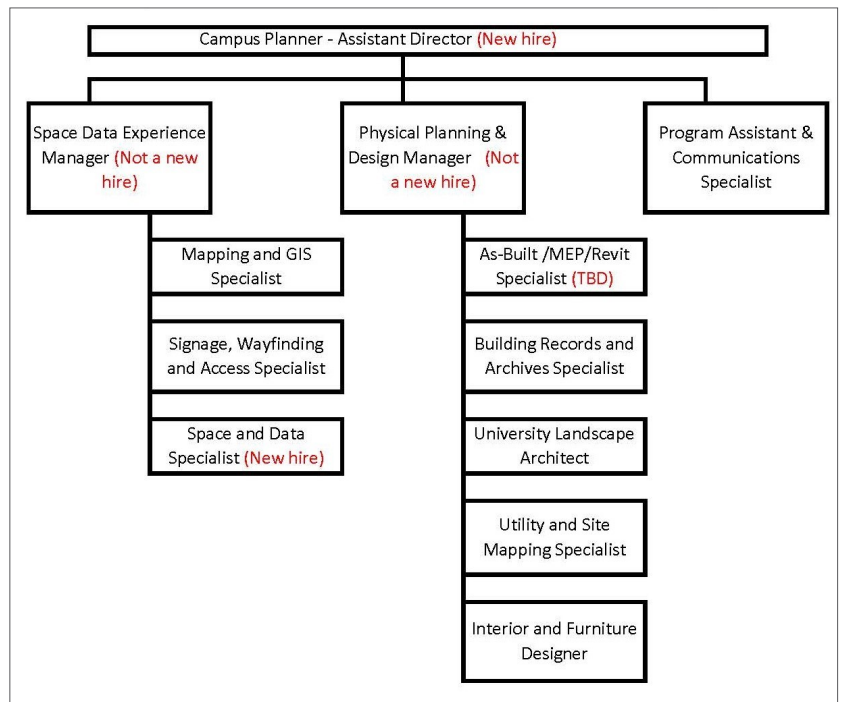 Campus Planner - Assistant Director (New hire)
Space Data Experience
Manager (Not a new
hire)
Physical Planning &
Design Manager (Not
a new hire)
Program Assistant &
Communications
Specialist
Mapping and GIS
Specialist
Signage, Wayfinding
and Access Specialist
Space and Data
Specialist (New hire)
As-Built /MEP/Revit
Specialist (TBD)
Building Records and
Archives Specialist
University Landscape
Architect
Utility and Site
Mapping Specialist
Interior and Furniture
Designer